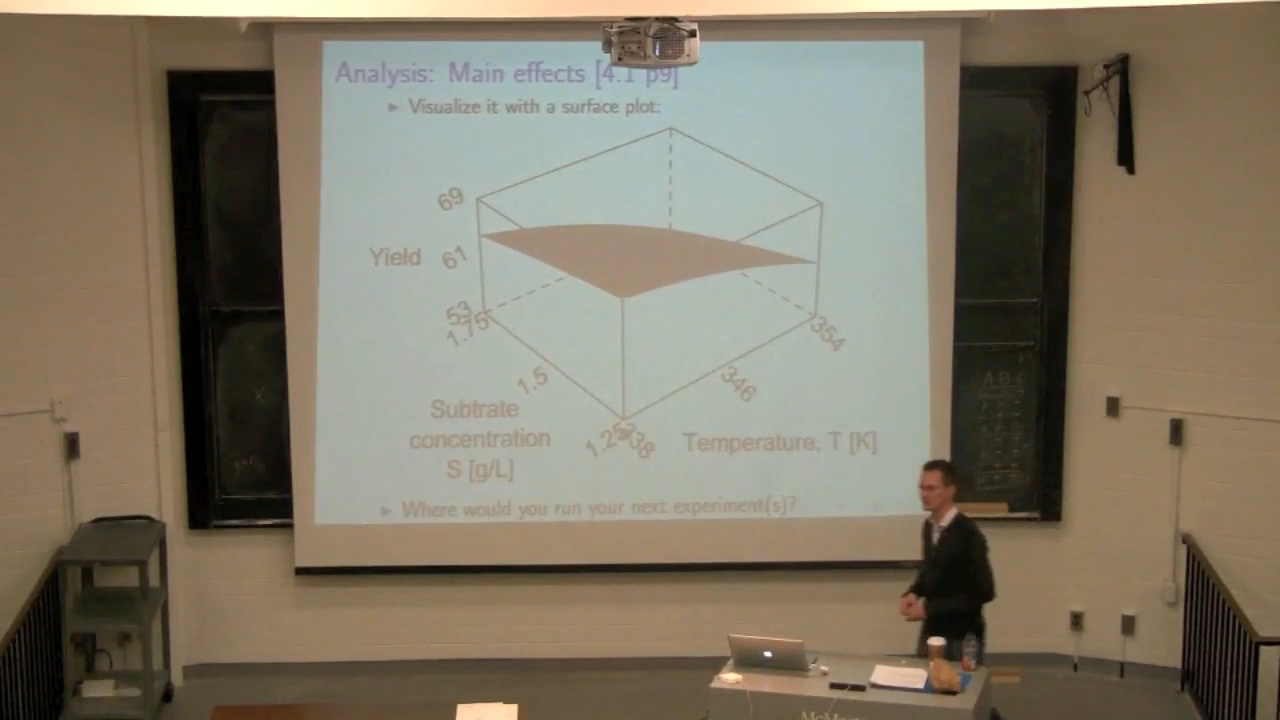 Analysis: Main effects [4.1 p9]
► Visualize it with a surface plot:
69
Yield 61
53
1.75
354
1.5
346
Subtrate
concentration
S [g/L]
1.25
338
Temperature, T [K]
► Where would you run your next experiment(s)?